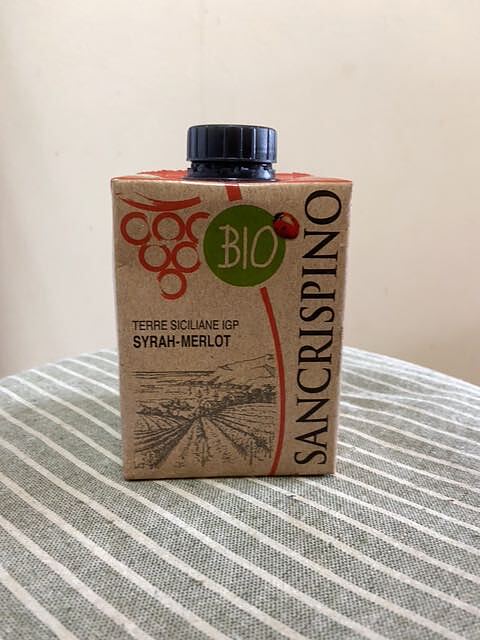 BIO
TERRE SICILIANE IGP
SYRAH-MERLOT
SANCRISPINO